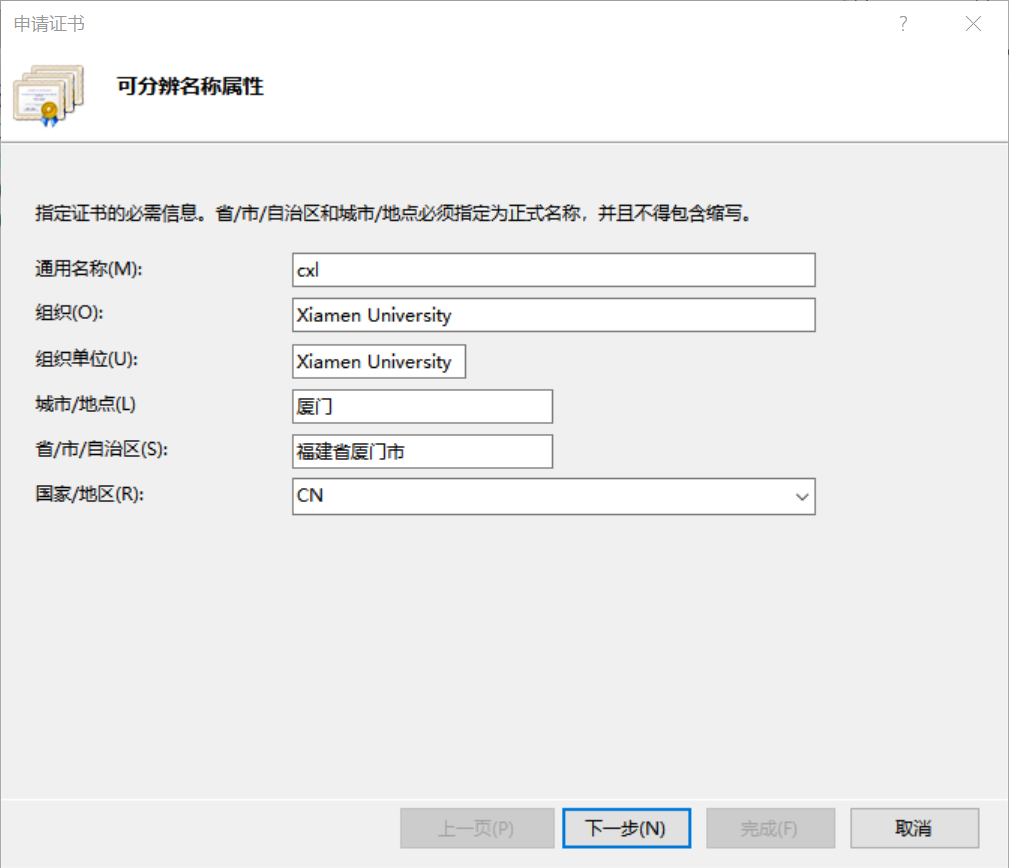 申请证书
可分辨名称属性
指定证书的必需信息。省/市/自治区和城市/地点必须指定为正式名称，并且不得包含缩写。
通用名称(M): cxl
组织(O): Xiamen University
组织单位(U): Xiamen University
城市/地点(L) 厦门
省/市/自治区(S): 福建省厦门市
国家/地区(R): CN
上一页(P) 下一步(N) 完成(F) 取消